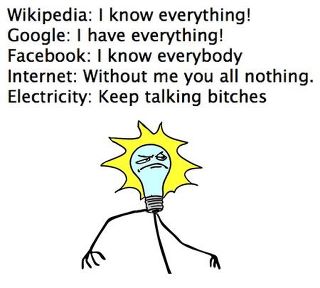 Wikipedia: I know everything!
Google: I have everything!
Facebook: I know everybody
Internet: Without me you all nothing.
Electricity: Keep talking bitches